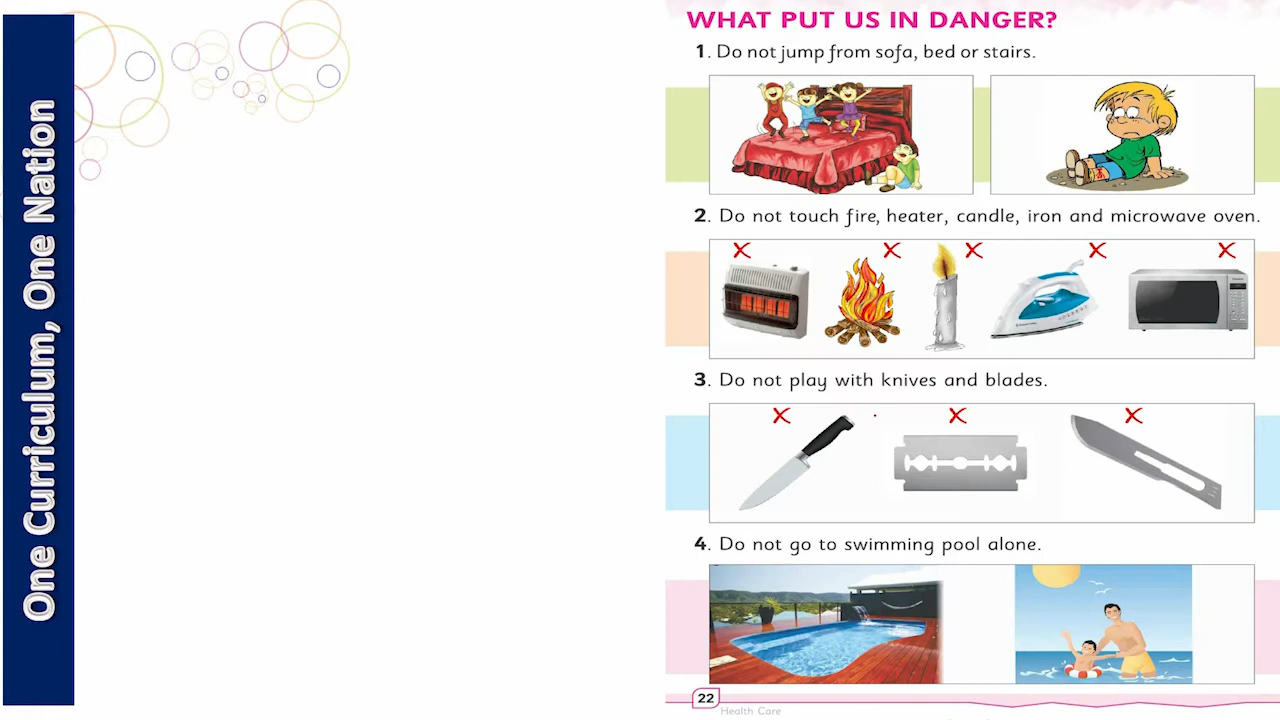 One Curriculum, One Nation
WHAT PUT US IN DANGER?
1. Do not jump from sofa, bed or stairs.
2. Do not touch fire, heater, candle, iron and microwave oven.
3. Do not play with knives and blades.
4. Do not go to swimming pool alone.
22
Health Care